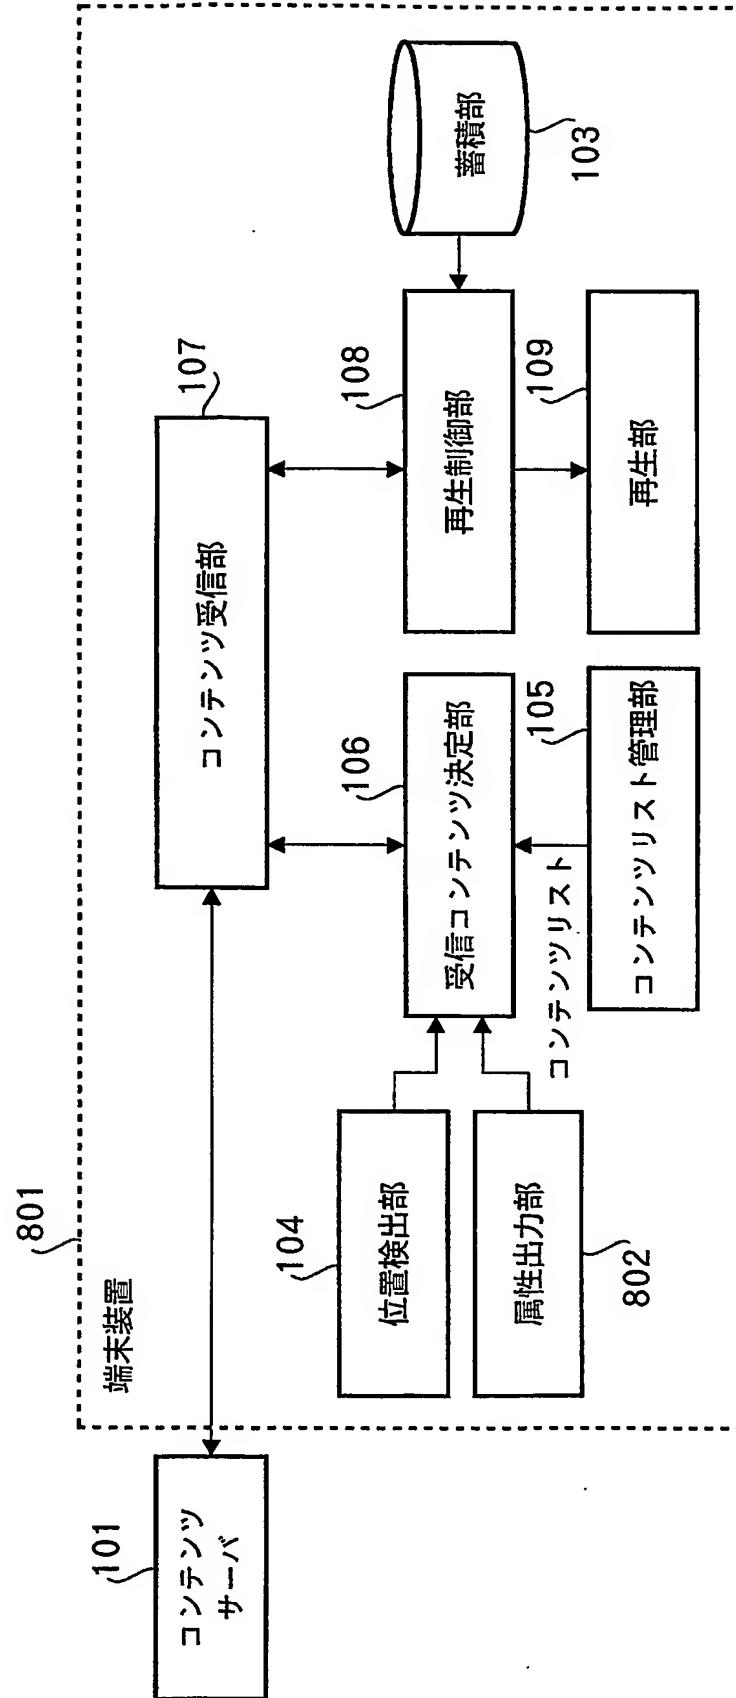 801
端末装置
101
コンテンツ
サーバ
107
コンテンツ受信部
104
位置検出部
属性出力部
802
106
受信コンテンツ決定部
コンテンツリスト
105
コンテンツリスト管理部
108
再生制御部
109
再生部
蓄積部
103